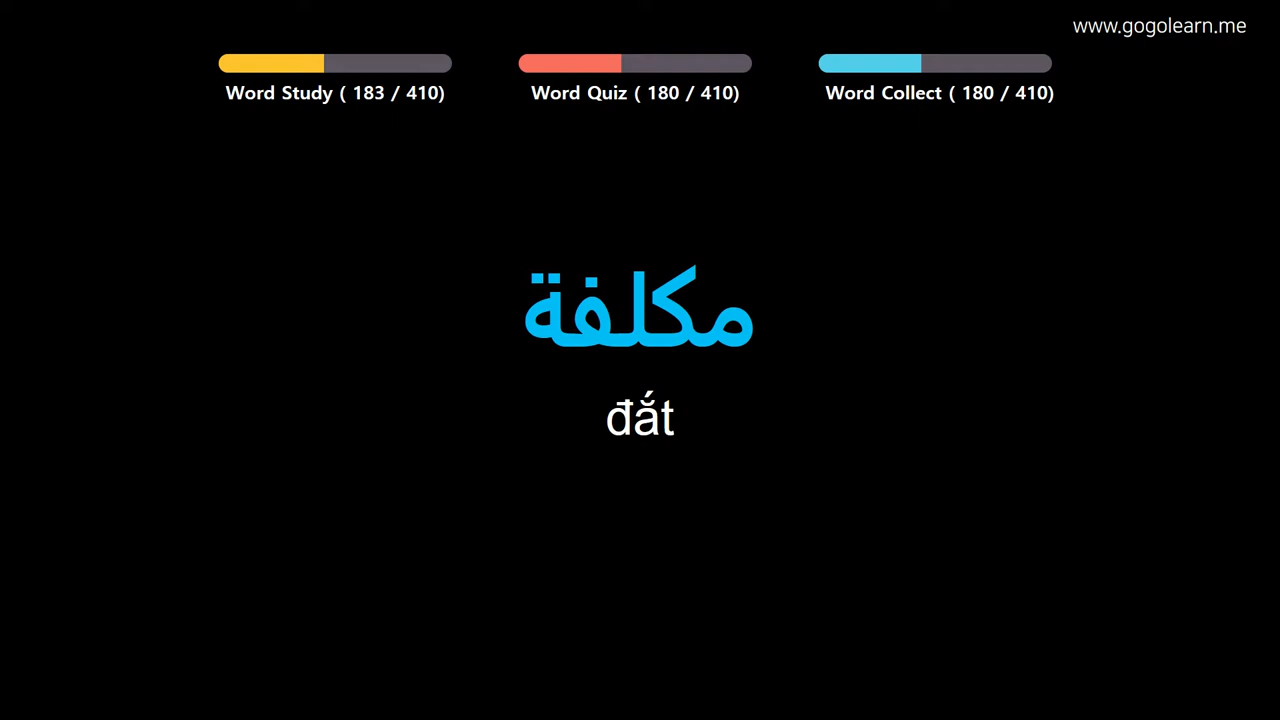 www.gogolearn.me
Word Study ( 183 / 410)
Word Quiz ( 180 / 410)
Word Collect ( 180 / 410)
مكلفة
đắt